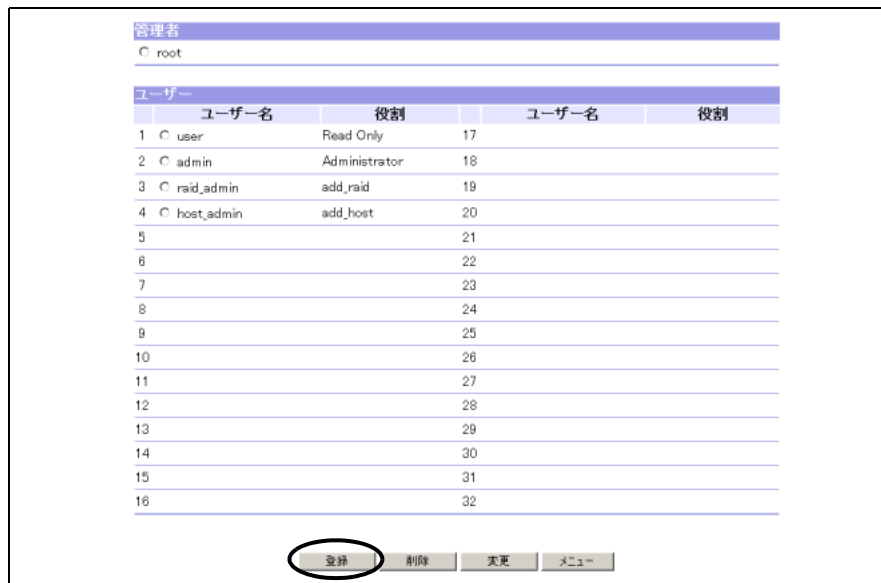 管理者
root
ユーザー
ユーザー名 役割 ユーザー名 役割
1 user Read Only 17
2 admin Administrator 18
3 raid_admin add_raid 19
4 host_admin add_host 20
5 21
6 22
7 23
8 24
9 25
10 26
11 27
12 28
13 29
14 30
15 31
16 32
登録 削除 変更 メニュー